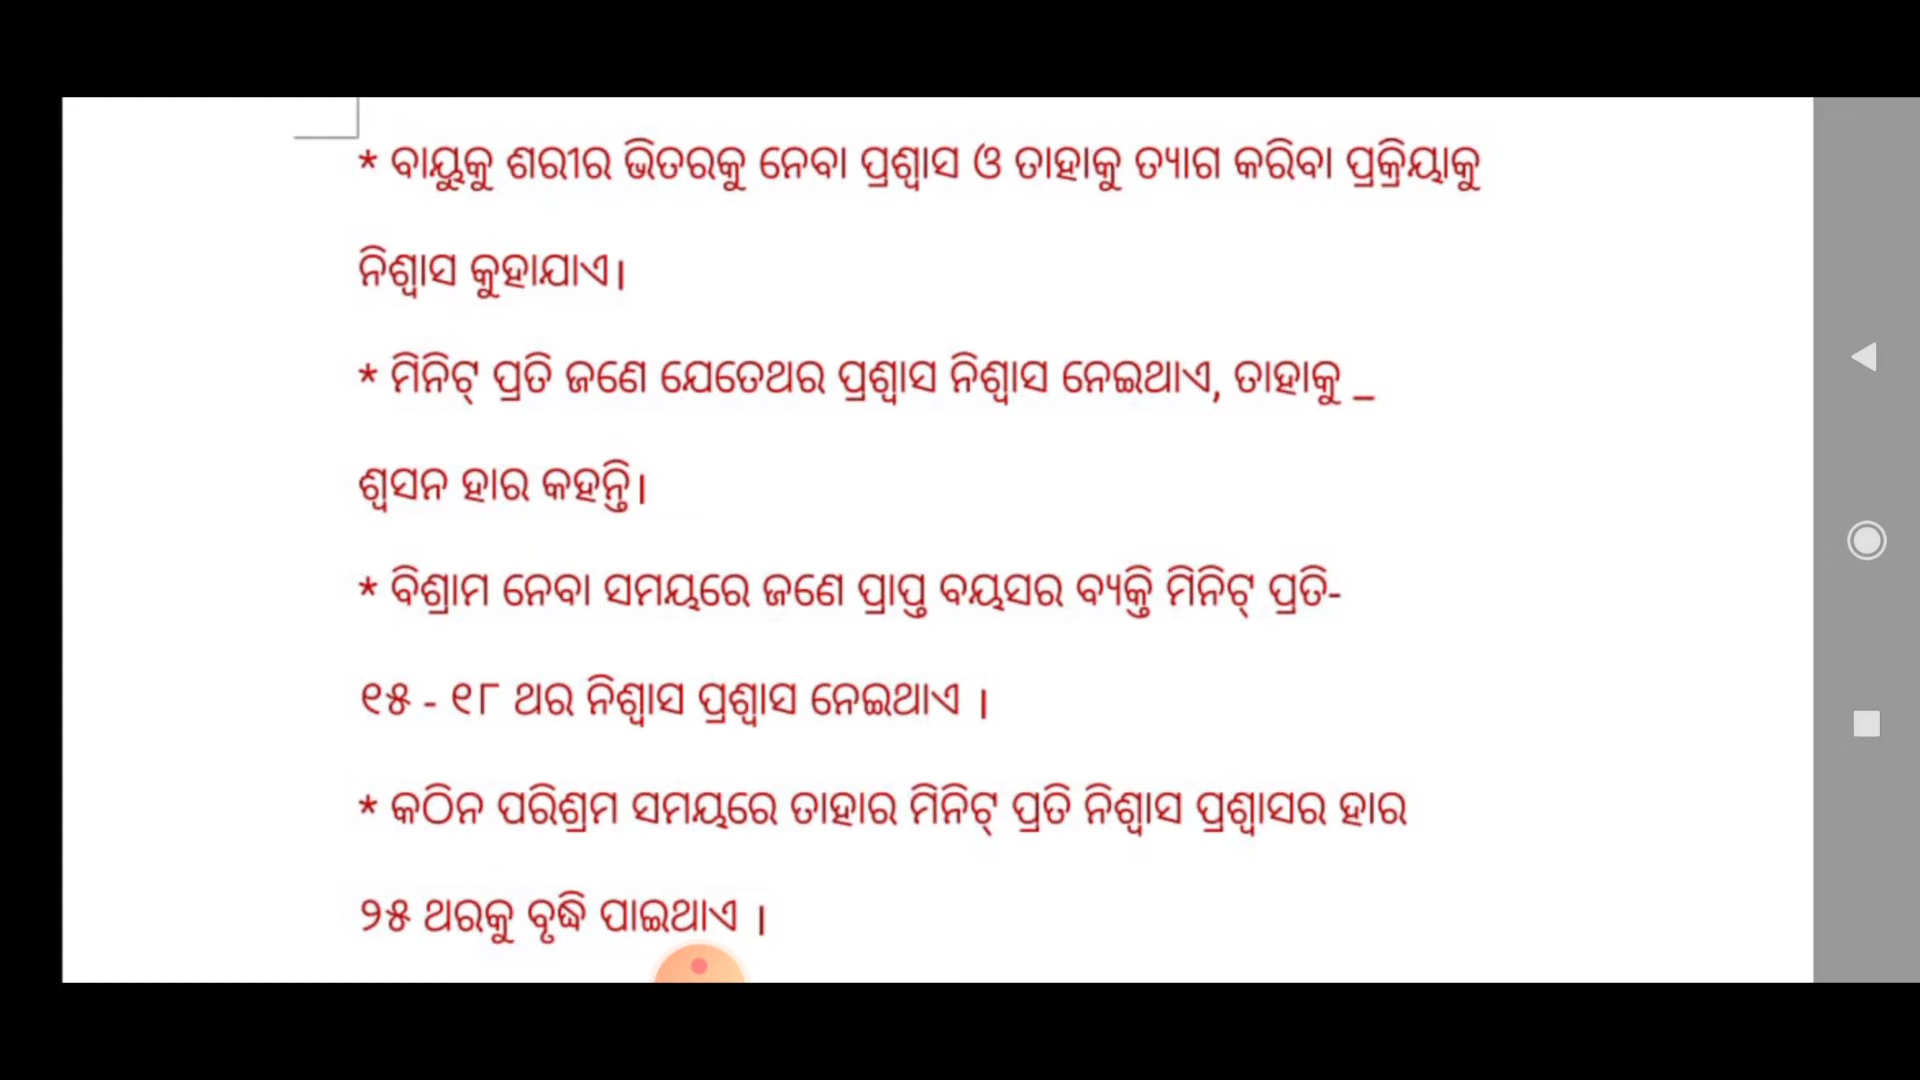 * ବାୟୁକୁ ଶରୀର ଭିତରକୁ ନେବା ପ୍ରଶ୍ୱାସ ଓ ତାହାକୁ ତ୍ୟାଗ କରିବା ପ୍ରକ୍ରିୟାକୁ
ନିଶ୍ୱାସ କୁହାଯାଏ।
* ମିନିଟ୍ ପ୍ରତି ଜଣେ ଯେତେଥର ପ୍ରଶ୍ୱାସ ନିଶ୍ୱାସ ନେଇଥାଏ, ତାହାକୁ _
ଶ୍ୱସନ ହାର କହନ୍ତି।
* ବିଶ୍ରାମ ନେବା ସମୟରେ ଜଣେ ପ୍ରାପ୍ତ ବୟସର ବ୍ୟକ୍ତି ମିନିଟ୍ ପ୍ରତି-
୧୫ - ୧୮ ଥର ନିଶ୍ୱାସ ପ୍ରଶ୍ୱାସ ନେଇଥାଏ ।
* କଠିନ ପରିଶ୍ରମ ସମୟରେ ତାହାର ମିନିଟ୍ ପ୍ରତି ନିଶ୍ୱାସ ପ୍ରଶ୍ୱାସର ହାର
୨୫ ଥରକୁ ବୃଦ୍ଧି ପାଇଥାଏ ।